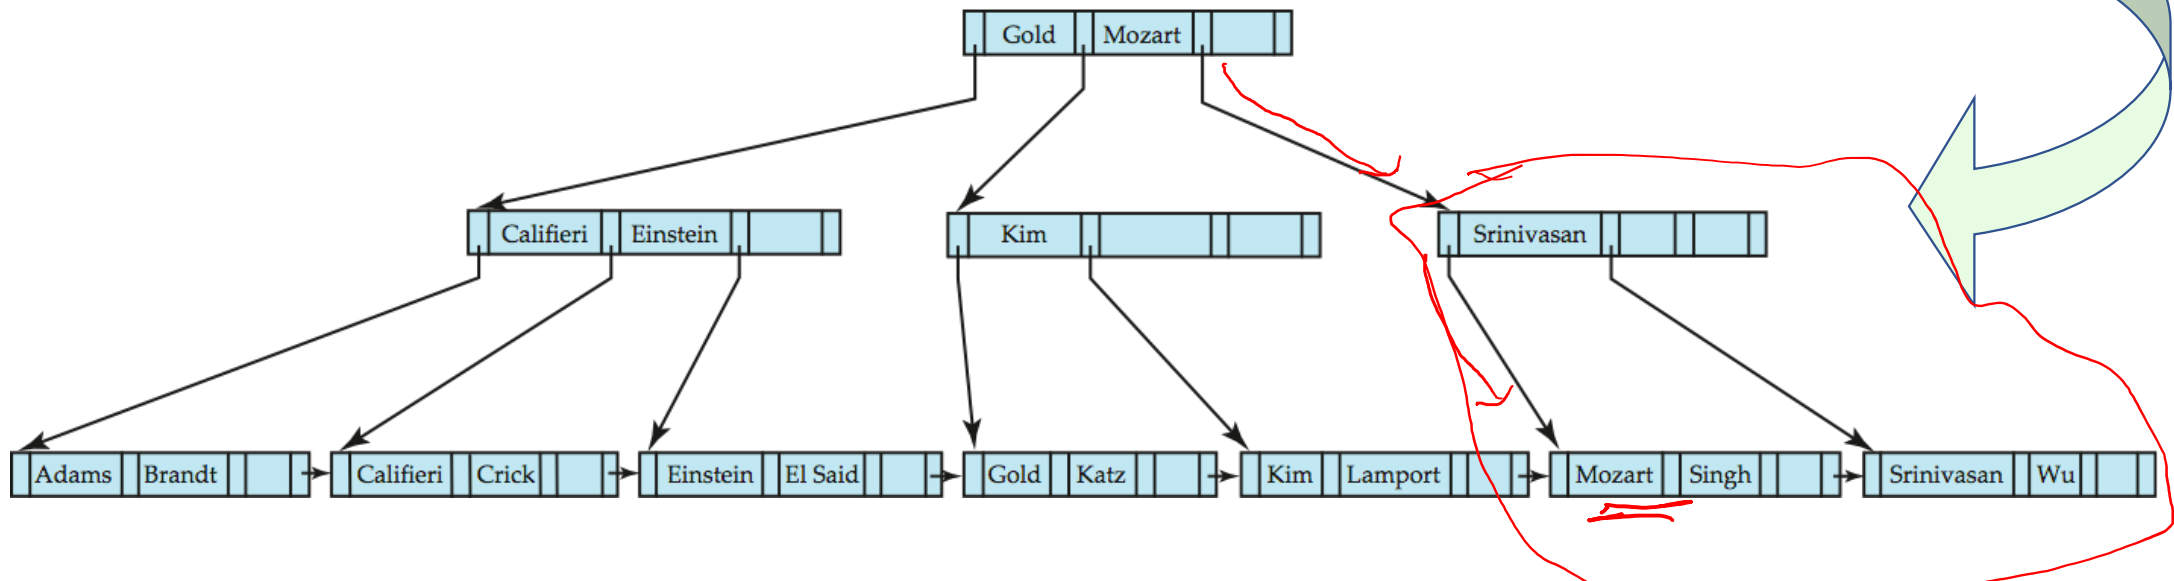 Gold Mozart
Califieri Einstein
Kim
Srinivasan
Adams Brandt
Califieri Crick
Einstein El Said
Gold Katz
Kim Lamport
Mozart Singh
Srinivasan Wu